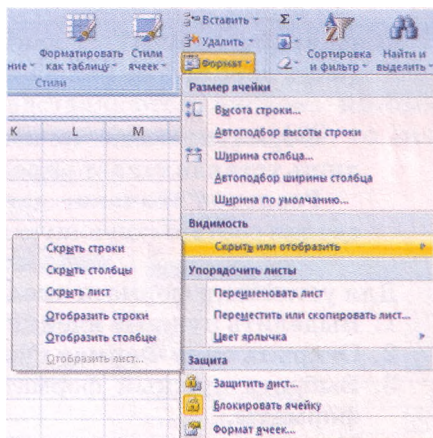 Вставить
Удалить
Формат
Σ
Форматировать как таблицу
Стили ячеек
Сортировка и фильтр
Найти и выделить
ние
Стили
K L M
Размер ячейки
Высота строки...
Автоподбор высоты строки
Ширина столбца...
Автоподбор ширины столбца
Ширина по умолчанию...
Видимость
Скрыть или отобразить
Скрыть строки
Скрыть столбцы
Скрыть лист
Отобразить строки
Отобразить столбцы
Отобразить лист...
Упорядочить листы
Переименовать лист
Переместить или скопировать лист...
Цвет ярлычка
Защита
Защитить лист...
Блокировать ячейку
Формат ячеек...